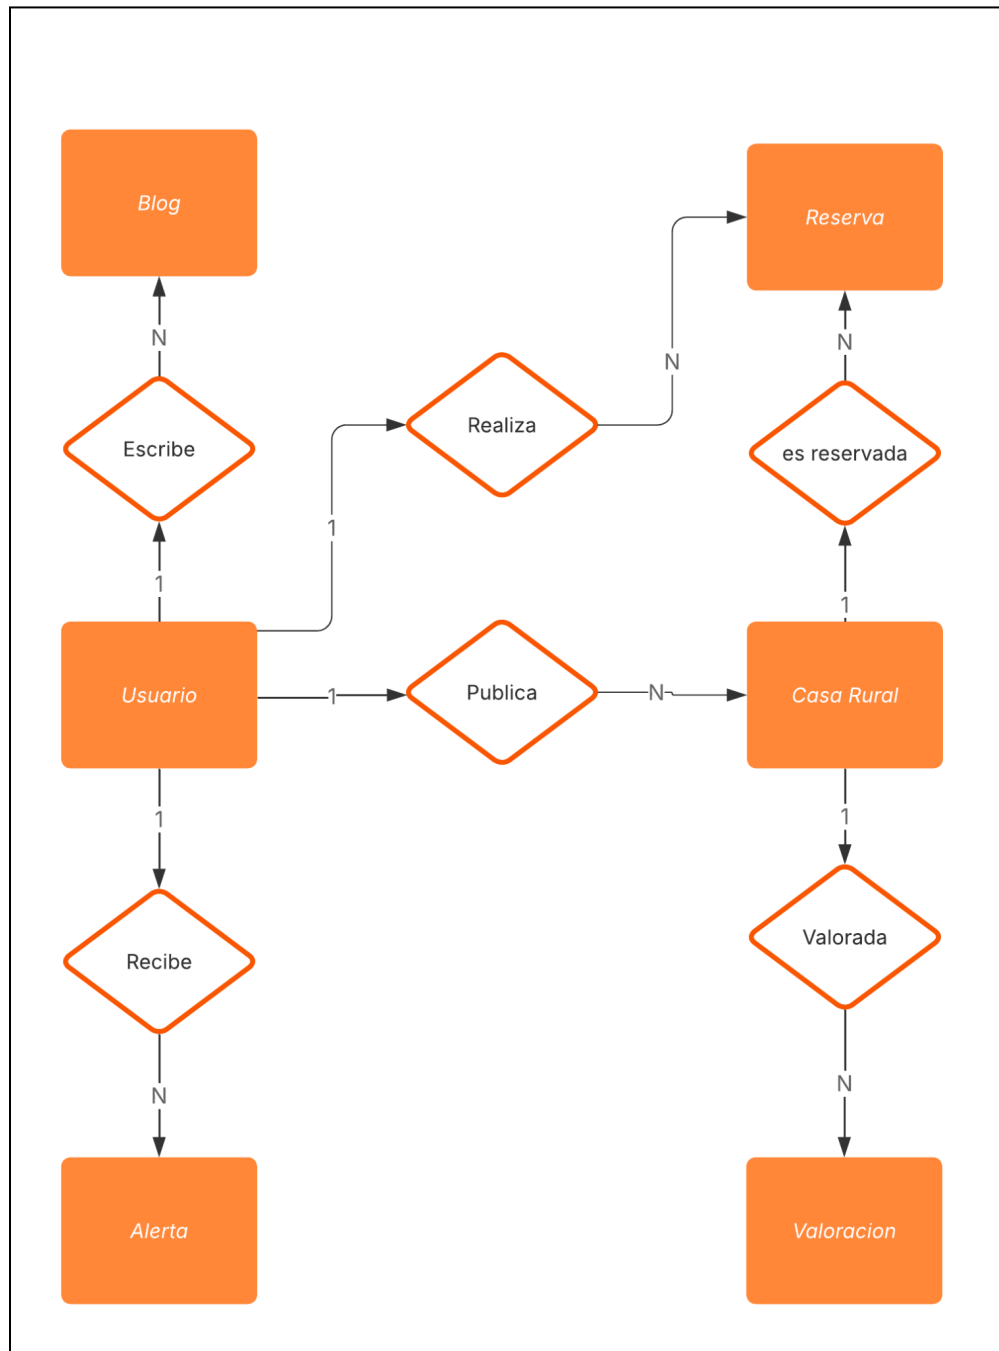 Blog
Reserva
N
N
N
Realiza
Escribe
es reservada
1
1
1
Usuario
1
Publica
N
Casa Rural
1
1
Recibe
Valorada
N
N
Alerta
Valoracion